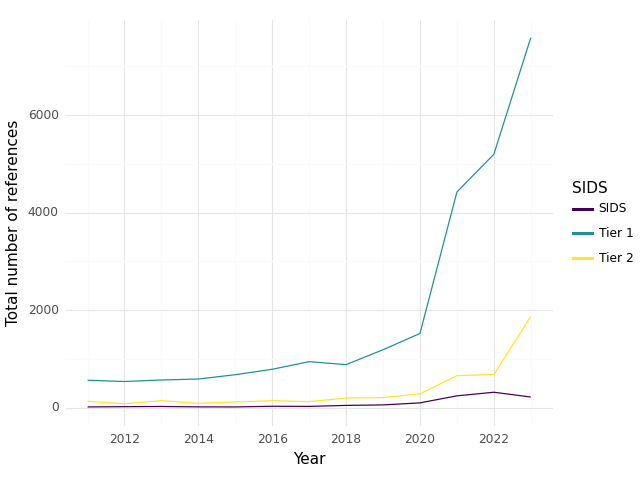 6000
4000
2000
0
Total number of references
2012 2014 2016 2018 2020 2022
Year
SIDS
SIDS
Tier 1
Tier 2